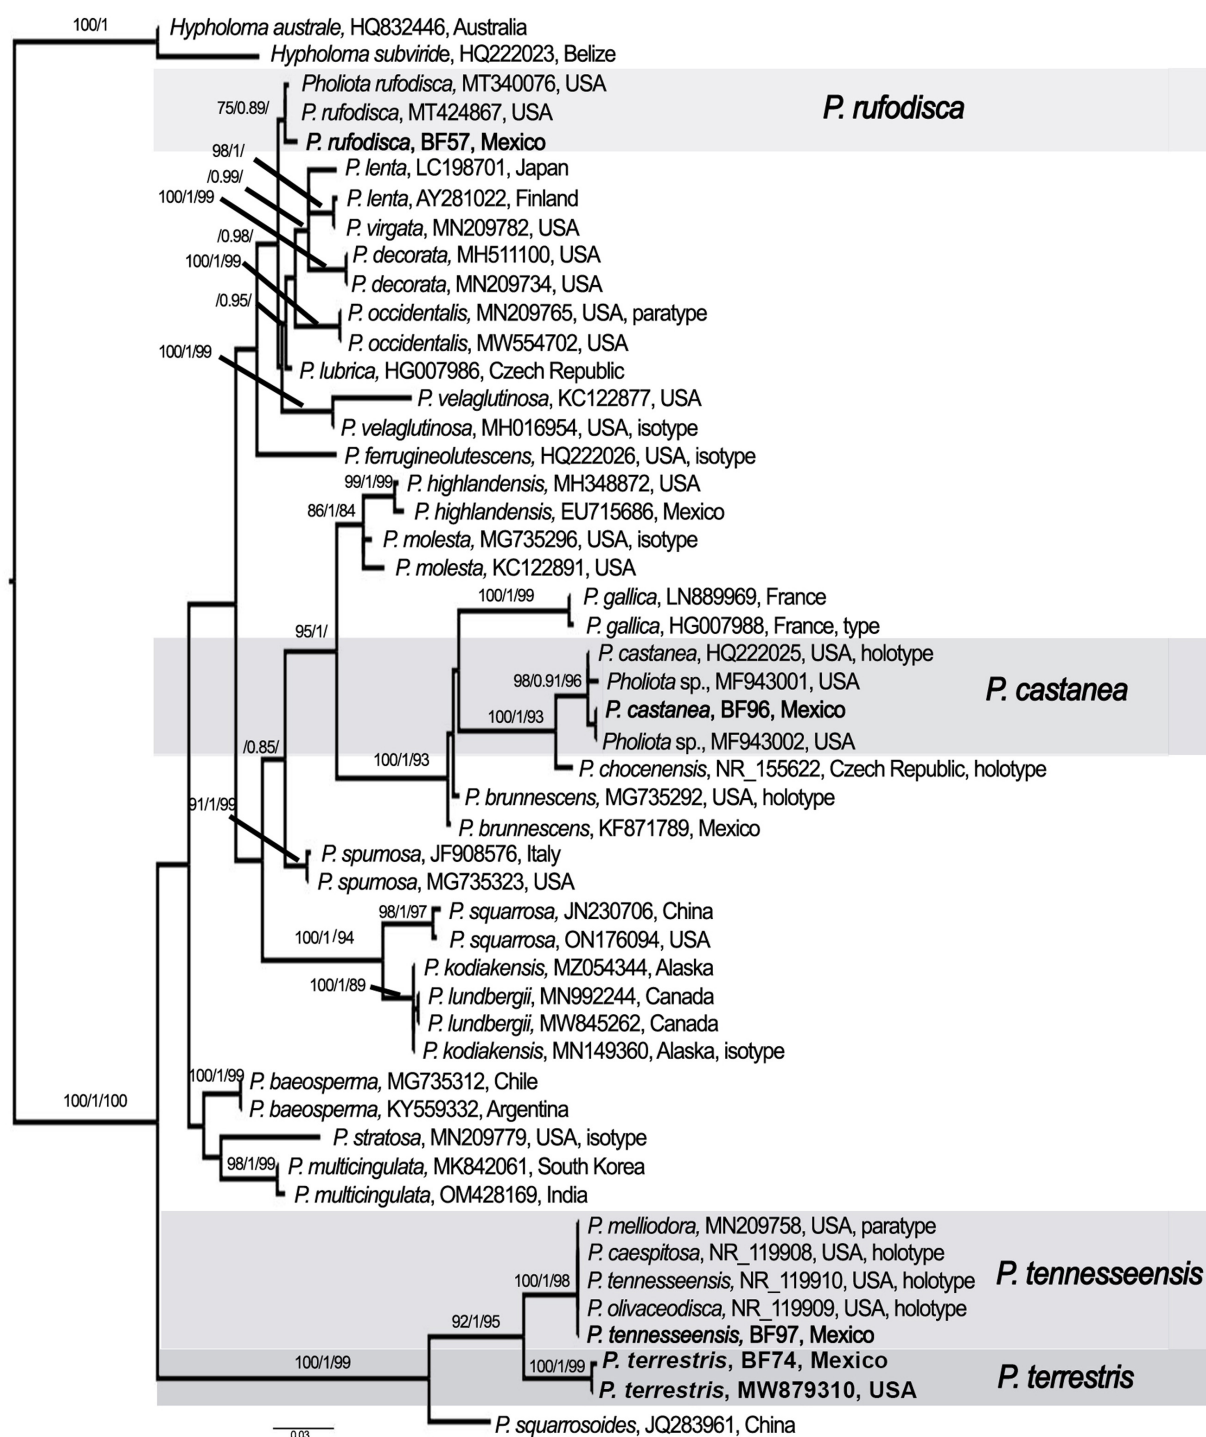 100/1
Hypholoma australe, HQ832446, Australia
Hypholoma subviride, HQ222023, Belize
Pholiota rufodisca, MT340076, USA
75/0.89/
P. rufodisca, MT424867, USA
P. rufodisca
P. rufodisca, BF57, Mexico
98/1/
P. lenta, LC198701, Japan
/0.99/
100/1/99
P. lenta, AY281022, Finland
P. virgata, MN209782, USA
/0.98/
P. decorata, MH511100, USA
100/1/99
P. decorata, MN209734, USA
/0.95/
P. occidentalis, MN209765, USA, paratype
P. occidentalis, MW554702, USA
100/1/99
P. lubrica, HG007986, Czech Republic
P. velaglutinosa, KC122877, USA
P. velaglutinosa, MH016954, USA, isotype
P. ferrugineolutescens, HQ222026, USA, isotype
99/1/99
P. highlandensis, MH348872, USA
86/1/84
P. highlandensis, EU715686, Mexico
P. molesta, MG735296, USA, isotype
P. molesta, KC122891, USA
100/1/99
P. gallica, LN889969, France
P. gallica, HG007988, France, type
95/1/
P. castanea, HQ222025, USA, holotype
98/0.91/96
Pholiota sp., MF943001, USA
P. castanea
P. castanea, BF96, Mexico
100/1/93
Pholiota sp., MF943002, USA
/0.85/
100/1/93
P. chocenensis, NR_155622, Czech Republic, holotype
P. brunnescens, MG735292, USA, holotype
91/1/99
P. brunnescens, KF871789, Mexico
P. spumosa, JF908576, Italy
P. spumosa, MG735323, USA
98/1/97
P. squarrosa, JN230706, China
100/1/94
P. squarrosa, ON176094, USA
P. kodiakensis, MZ054344, Alaska
100/1/89
P. lundbergii, MN992244, Canada
P. lundbergii, MW845262, Canada
P. kodiakensis, MN149360, Alaska, isotype
100/1/99
P. baeosperma, MG735312, Chile
100/1/100
P. baeosperma, KY559332, Argentina
P. stratosa, MN209779, USA, isotype
98/1/99
P. multicingulata, MK842061, South Korea
P. multicingulata, OM428169, India
P. melliodora, MN209758, USA, paratype
P. caespitosa, NR_119908, USA, holotype
100/1/98
P. tennesseensis, NR_119910, USA, holotype
P. tennesseensis
P. olivaceodisca, NR_119909, USA, holotype
92/1/95
P. tennesseensis, BF97, Mexico
100/1/99
100/1/99
P. terrestris, BF74, Mexico
P. terrestris
P. terrestris, MW879310, USA
P. squarrosoides, JQ283961, China
0.03